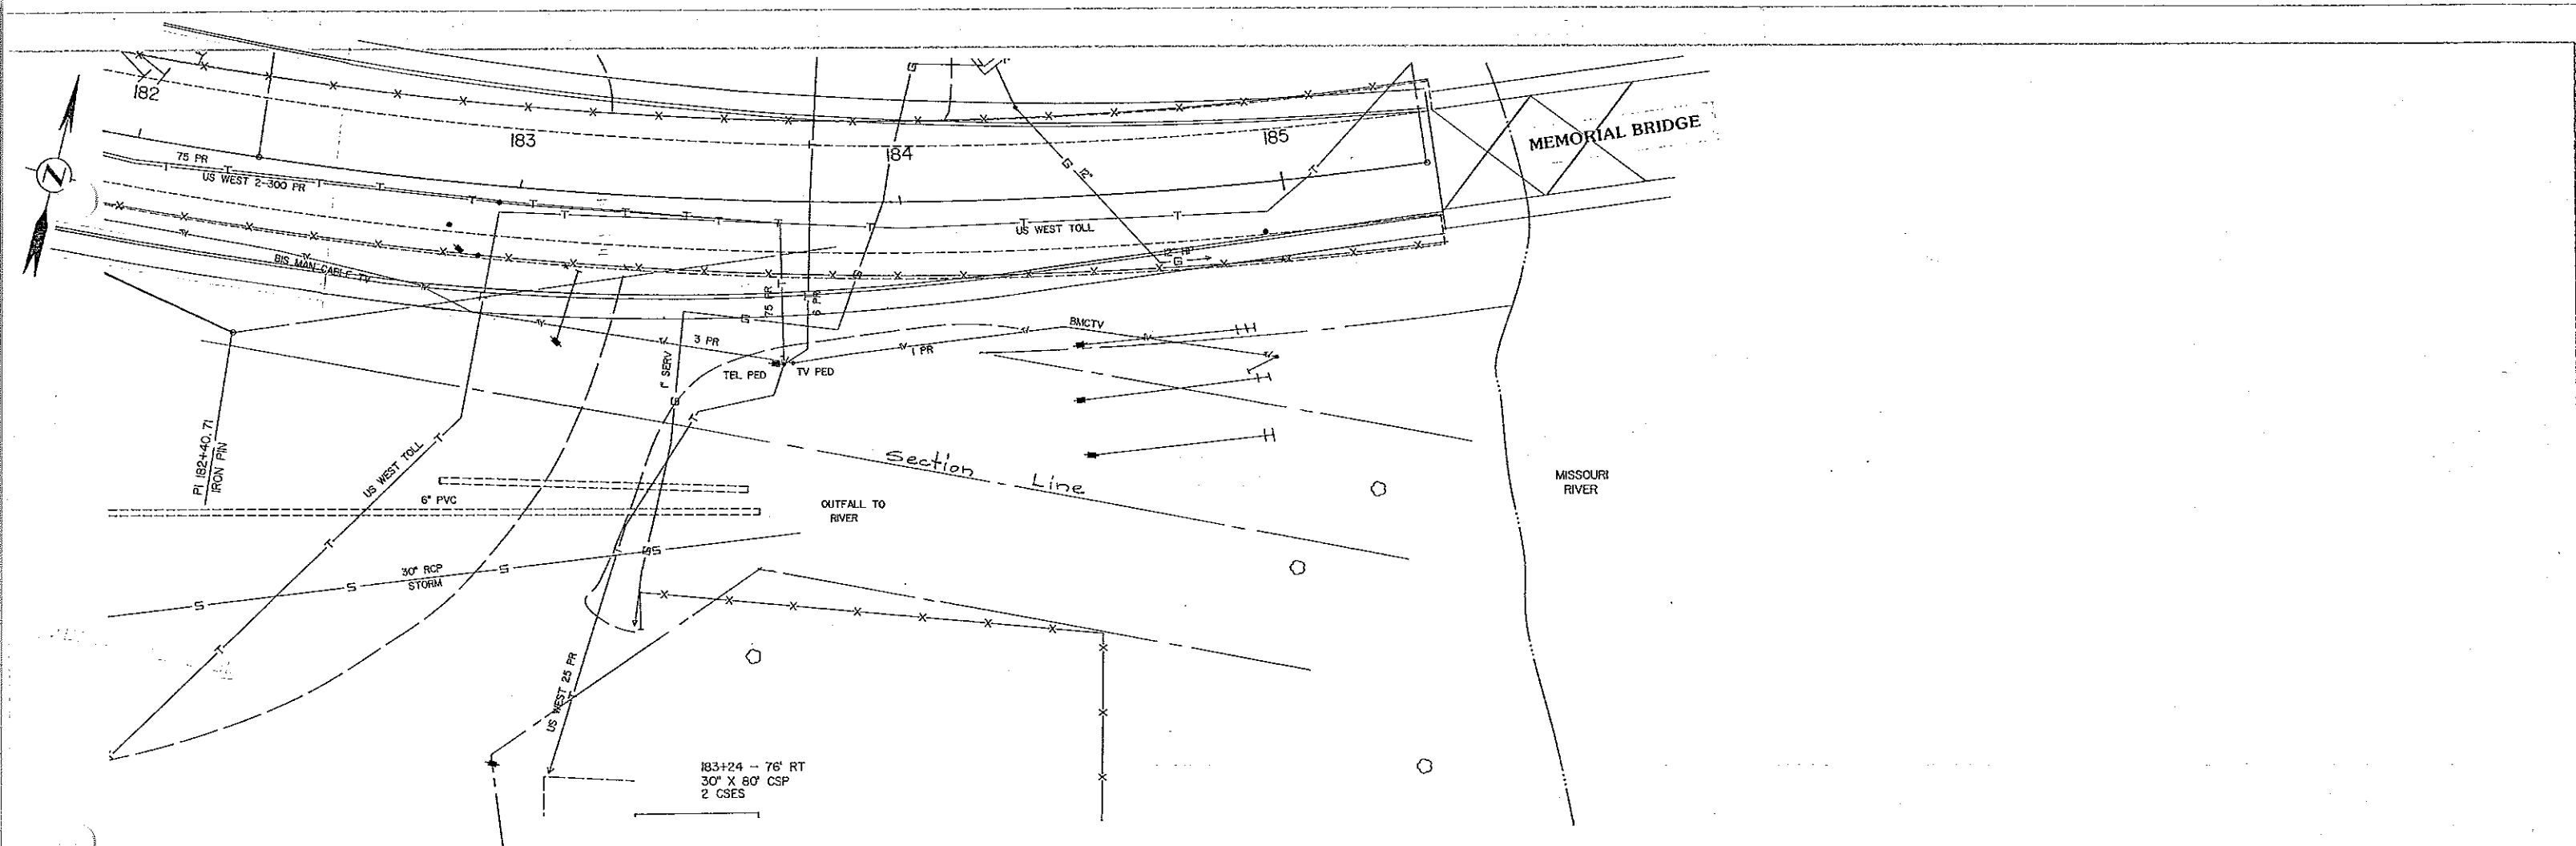 182
183
184
185
MEMORIAL BRIDGE
75 PR
US WEST 2-300 PR
N
G 12"
US WEST TOLL
BIS MAN CABLE TV
12" HP
75 PR
6 PR
BMCTV
3 PR
1 PR
1" SERV
TEL PED
TV PED
PI 182+40.71
IRON PIN
US WEST TOLL
Section Line
MISSOURI
RIVER
6" PVC
OUTFALL TO
RIVER
30" RCP
STORM
US WEST 25 PR
183+24 - 76' RT
30" X 80' CSP
2 CSES